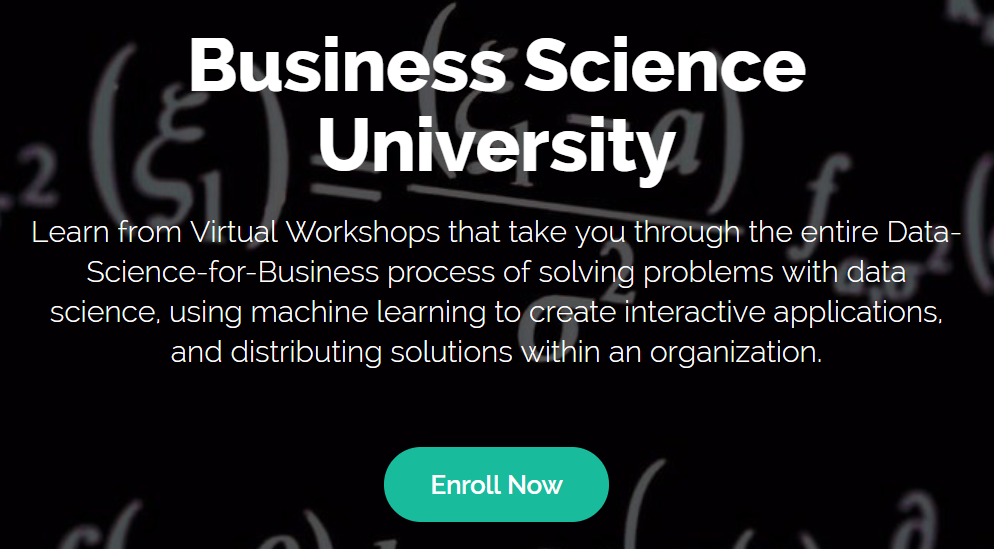 Business Science
University
Learn from Virtual Workshops that take you through the entire Data-
Science-for-Business process of solving problems with data
science, using machine learning to create interactive applications,
and distributing solutions within an organization.
Enroll Now